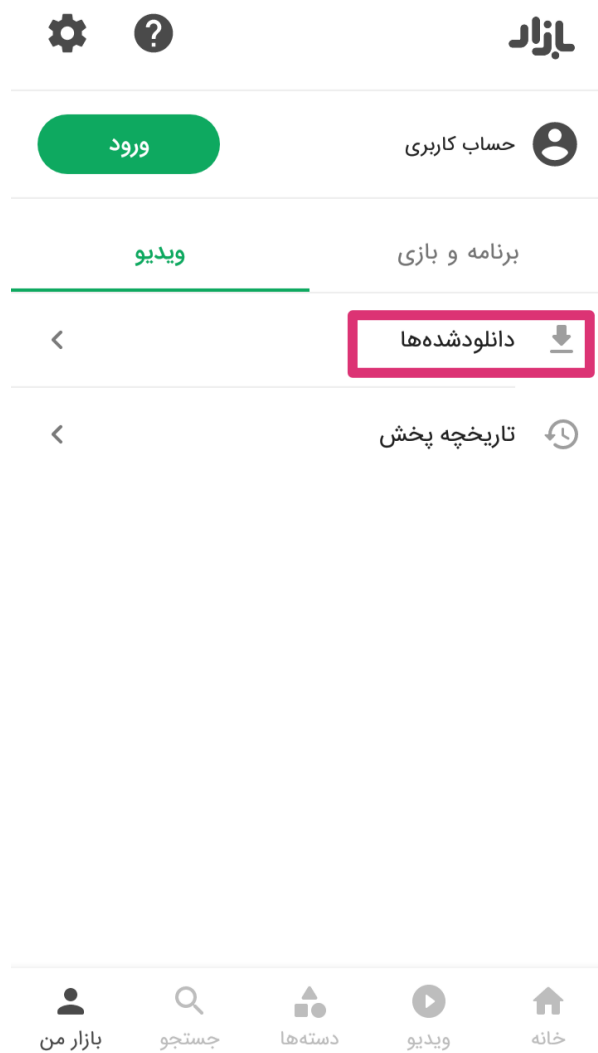 بازار
حساب کاربری
ورود
برنامه و بازی
ویدیو
دانلودشده‌ها
تاریخچه پخش
خانه
ویدیو
دسته‌ها
جستجو
بازار من